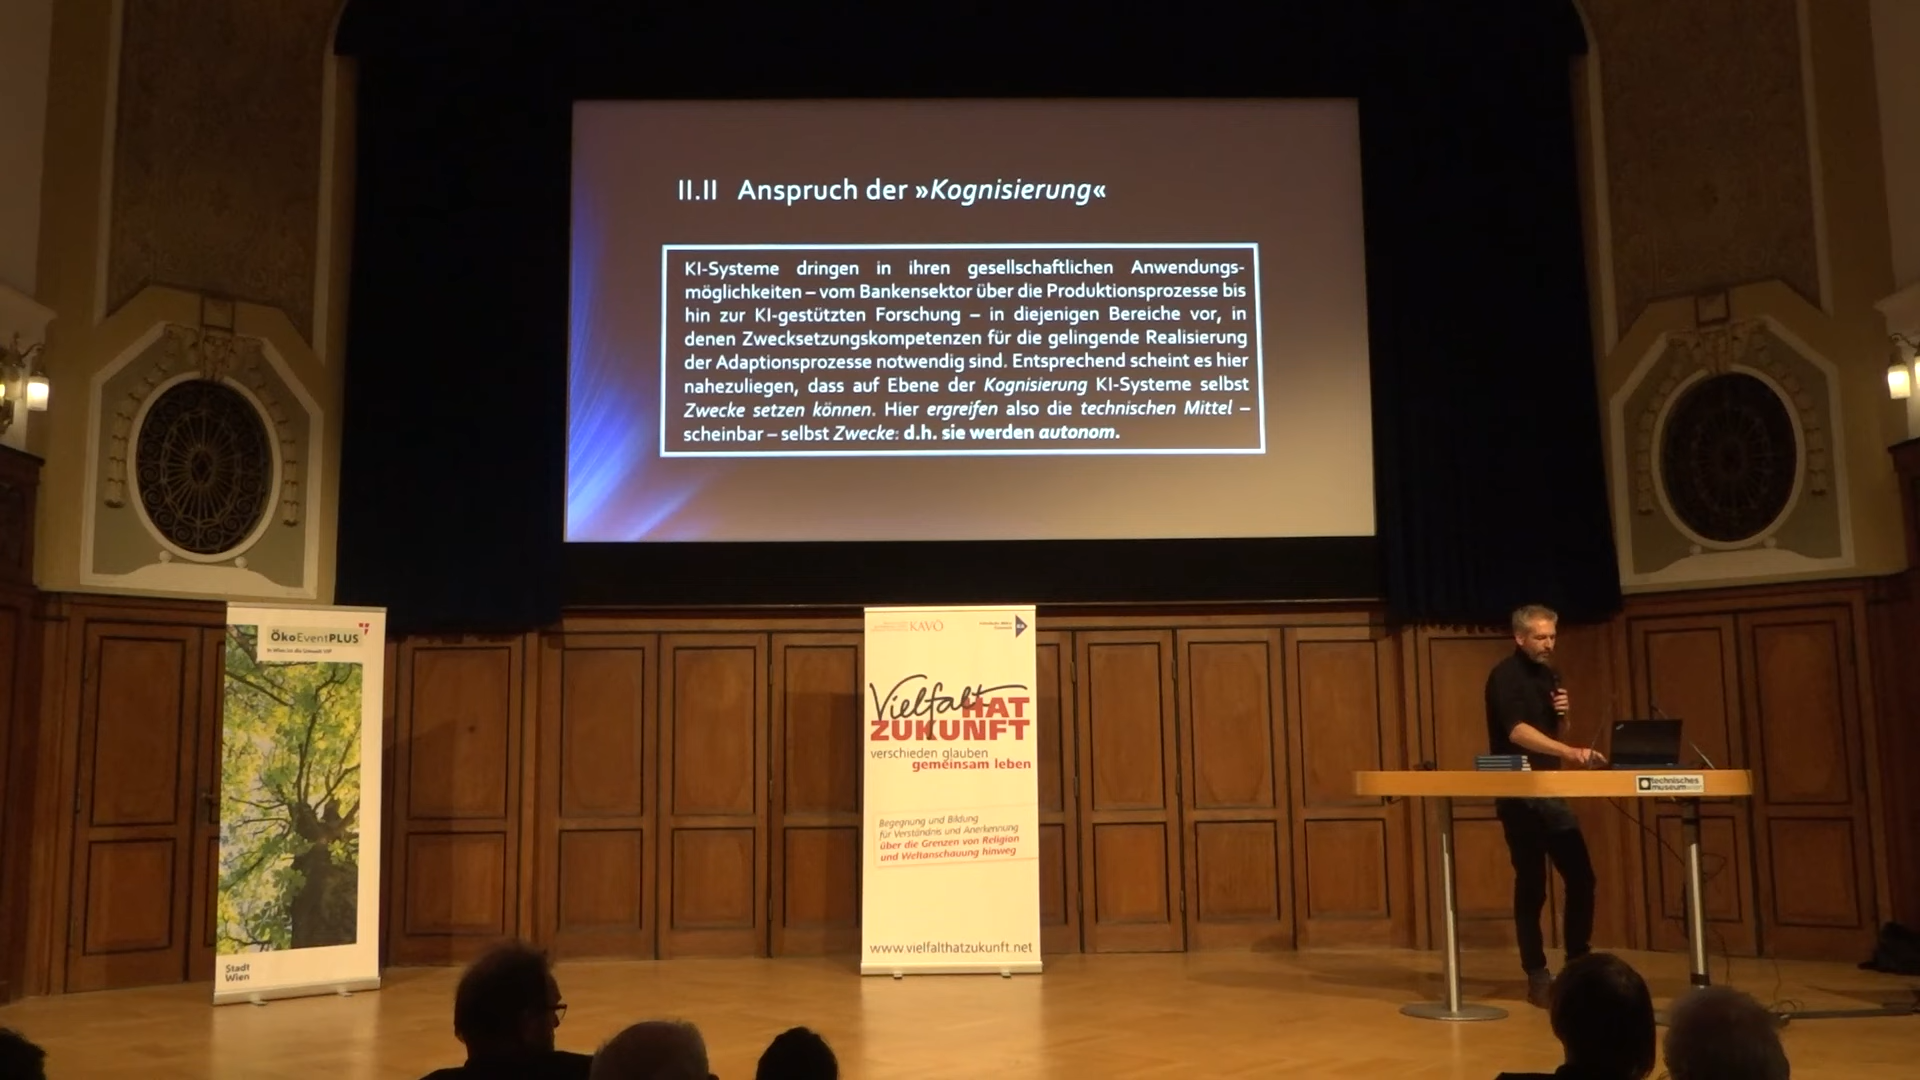 II.II Anspruch der »Kognisierung«
KI-Systeme dringen in ihren gesellschaftlichen Anwendungs-
möglichkeiten – vom Bankensektor über die Produktionsprozesse bis
hin zur KI-gestützten Forschung – in diejenigen Bereiche vor, in
denen Zwecksetzungskompetenzen für die gelingende Realisierung
der Adaptionsprozesse notwendig sind. Entsprechend scheint es hier
nahezuliegen, dass auf Ebene der Kognisierung KI-Systeme selbst
Zwecke setzen können. Hier ergreifen also die technischen Mittel –
scheinbar – selbst Zwecke: d.h. sie werden autonom.
ÖkoEventPLUS
Stadt
Wien
KAVÖ
Vielfalt HAT
ZUKUNFT
verschieden glauben
gemeinsam leben
Begegnung und Bildung
für Verständnis und Anerkennung
über die Grenzen von Religion
und Weltanschauung hinweg
www.vielfalthatzukunft.net
technisches
museum